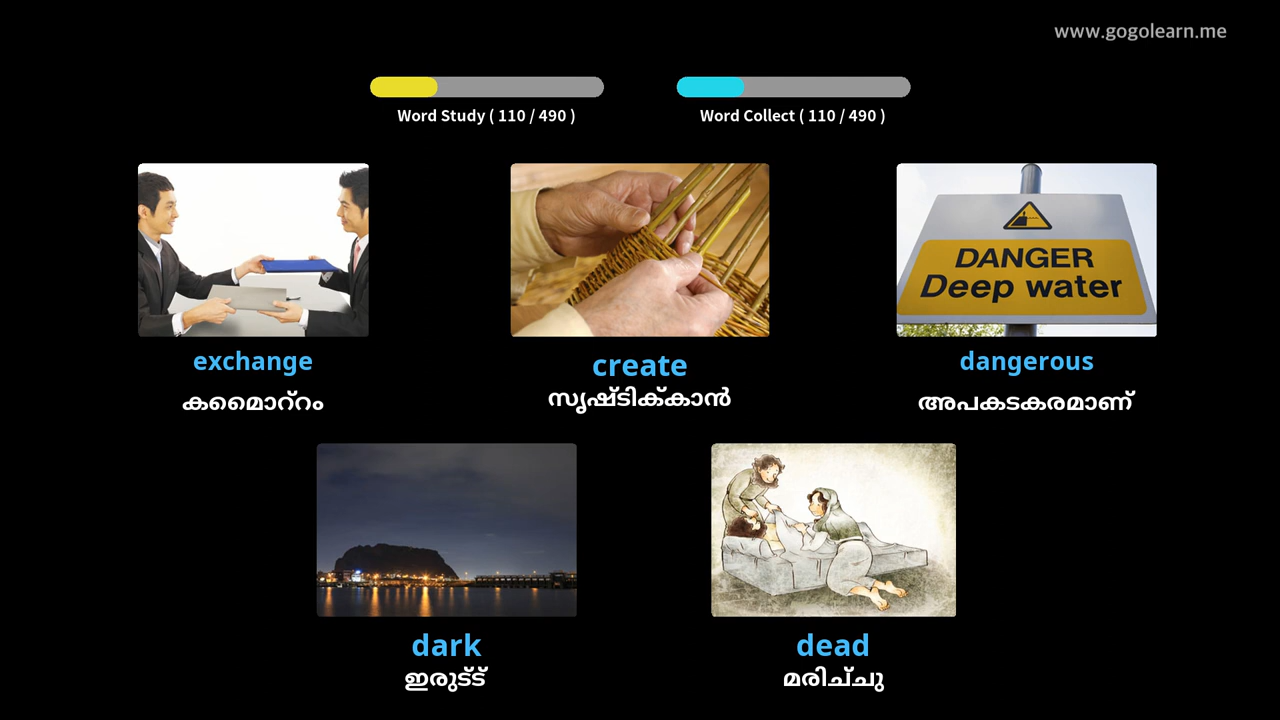 www.gogolearn.me
Word Study ( 110 / 490 )
Word Collect ( 110 / 490 )
DANGER
Deep water
exchange
create
dangerous
കൈമാറ്റം
സൃഷ്ടിക്കാൻ
അപകടകരമാണ്
dark
dead
ഇരുട്ട്
മരിച്ചു